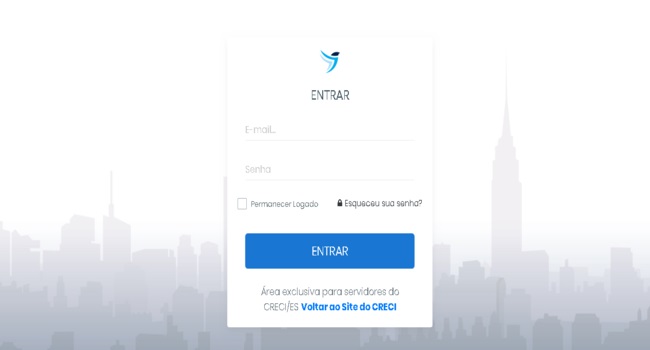 ENTRAR
E-mail...
Senha
Permanecer Logado
Esqueceu sua senha?
ENTRAR
Área exclusiva para servidores do
CRECI/ES Voltar ao Site do CRECI